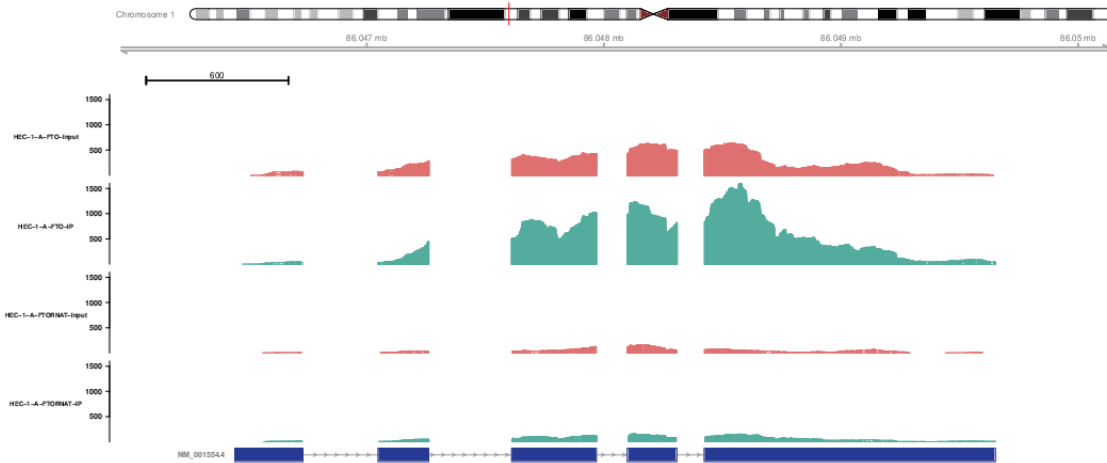 Chromosome 1
86.047 mb 86.048 mb 86.049 mb 86.05 mb
600
1500
1000
500
HEC-1-A-FTO-Input
1500
1000
500
HEC-1-A-FTO-IP
1500
1000
500
HEC-1-A-FTORNAT-Input
1500
1000
500
HEC-1-A-FTORNAT-IP
NM_001554.4